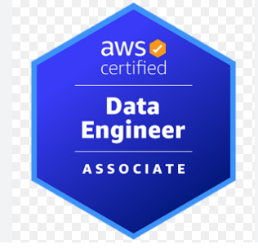 aws
certified
Data
Engineer
ASSOCIATE